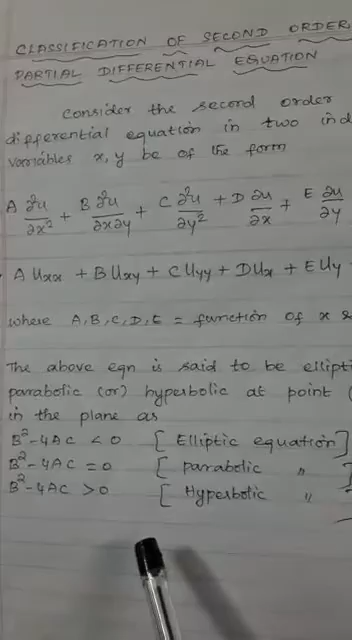 CLASSIFICATION OF SECOND ORDER
PARTIAL DIFFERENTIAL EQUATION
Consider the second order
differential equation in two ind
variables x, y be of the form
A ∂²u/∂x² + B ∂²u/∂x∂y + C ∂²u/∂y² + D ∂u/∂x + E ∂u/∂y
A Uxx + B Uxy + C Uyy + D Ux + E Uy
where A, B, C, D, E = function of x &
The above eqn is said to be ellipti
parabolic (or) hyperbolic at point (
in the plane as
B²-4AC < 0 [Elliptic equation]
B²-4AC = 0 [Parabolic " ]
B²-4AC > 0 [Hyperbolic "